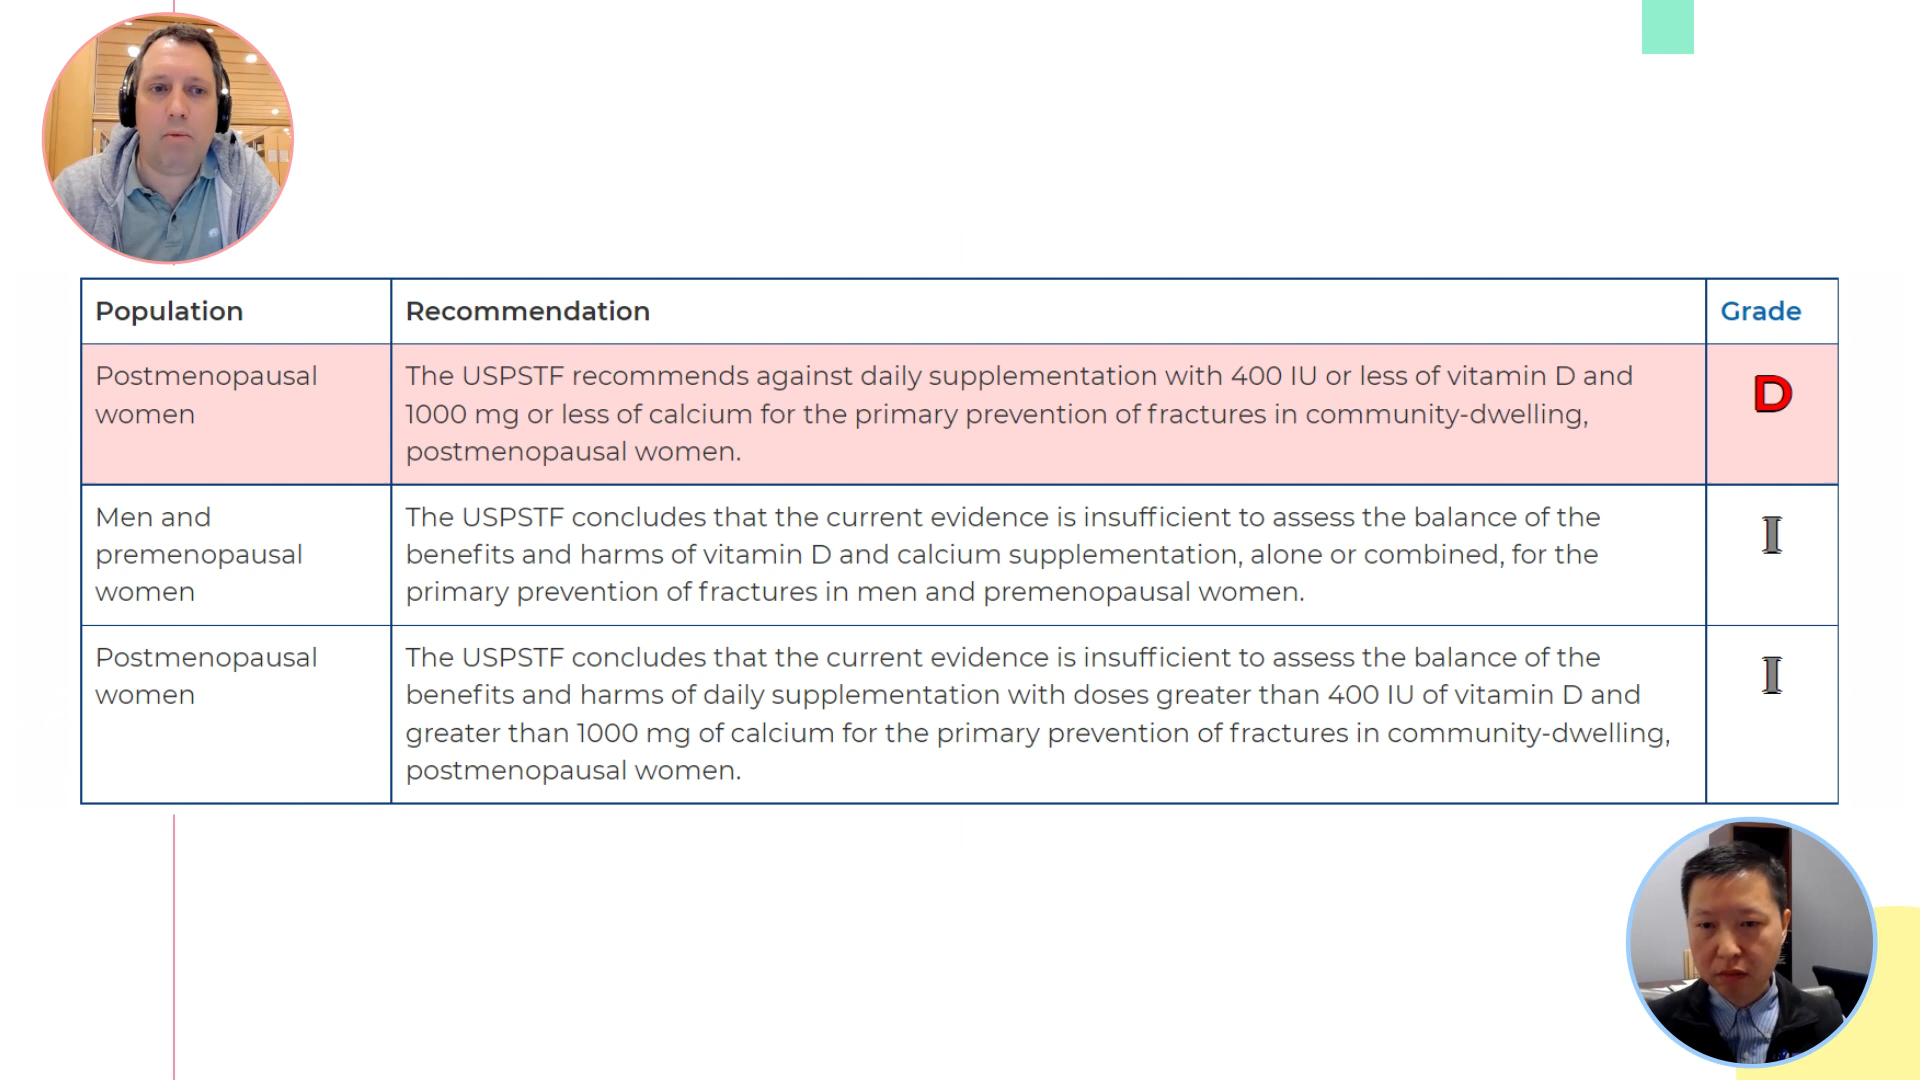 Population
Recommendation
Grade
Postmenopausal
women
The USPSTF recommends against daily supplementation with 400 IU or less of vitamin D and
1000 mg or less of calcium for the primary prevention of fractures in community-dwelling,
postmenopausal women.
D
Men and
premenopausal
women
The USPSTF concludes that the current evidence is insufficient to assess the balance of the
benefits and harms of vitamin D and calcium supplementation, alone or combined, for the
primary prevention of fractures in men and premenopausal women.
I
Postmenopausal
women
The USPSTF concludes that the current evidence is insufficient to assess the balance of the
benefits and harms of daily supplementation with doses greater than 400 IU of vitamin D and
greater than 1000 mg of calcium for the primary prevention of fractures in community-dwelling,
postmenopausal women.
I